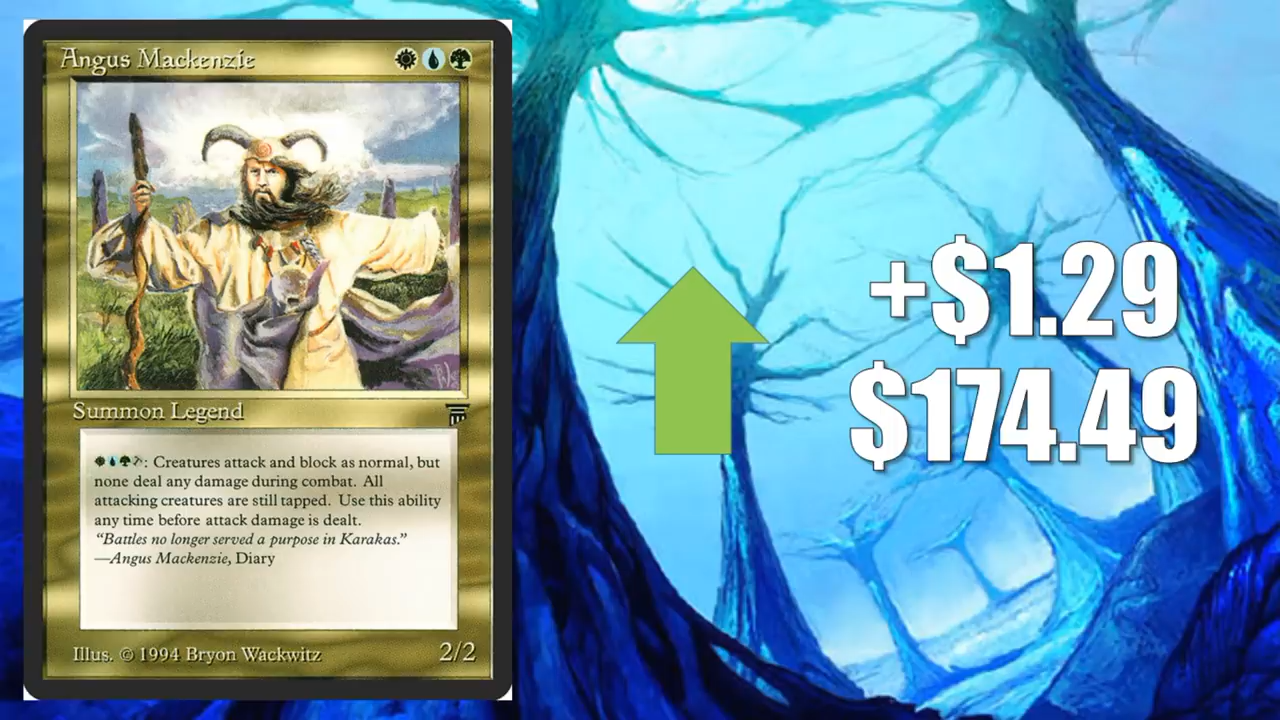 Angus Mackenzie
Summon Legend
: Creatures attack and block as normal, but
none deal any damage during combat. All
attacking creatures are still tapped. Use this ability
any time before attack damage is dealt.
“Battles no longer served a purpose in Karakas.”
—Angus Mackenzie, Diary
Illus. © 1994 Bryon Wackwitz
2/2
+$1.29
$174.49